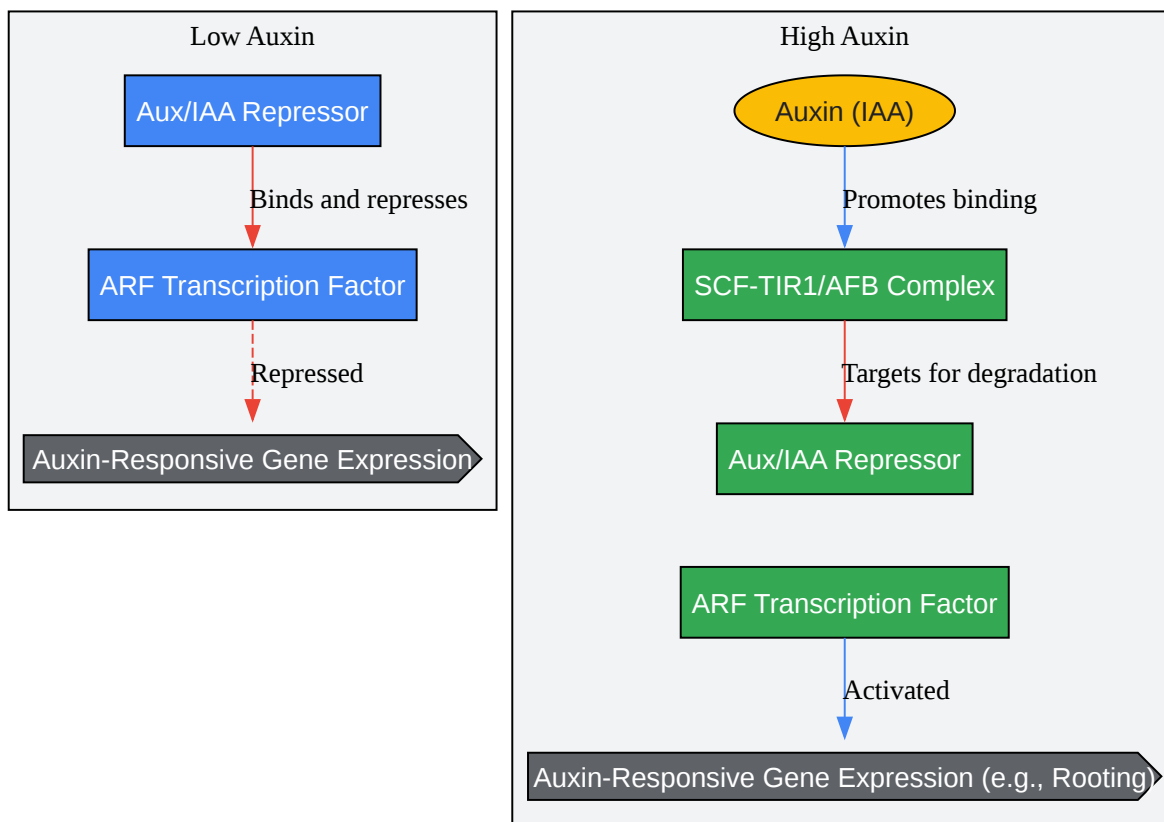 Low Auxin
Aux/IAA Repressor
Binds and represses
ARF Transcription Factor
Repressed
Auxin-Responsive Gene Expression
High Auxin
Auxin (IAA)
Promotes binding
SCF-TIR1/AFB Complex
Targets for degradation
Aux/IAA Repressor
ARF Transcription Factor
Activated
Auxin-Responsive Gene Expression (e.g., Rooting)